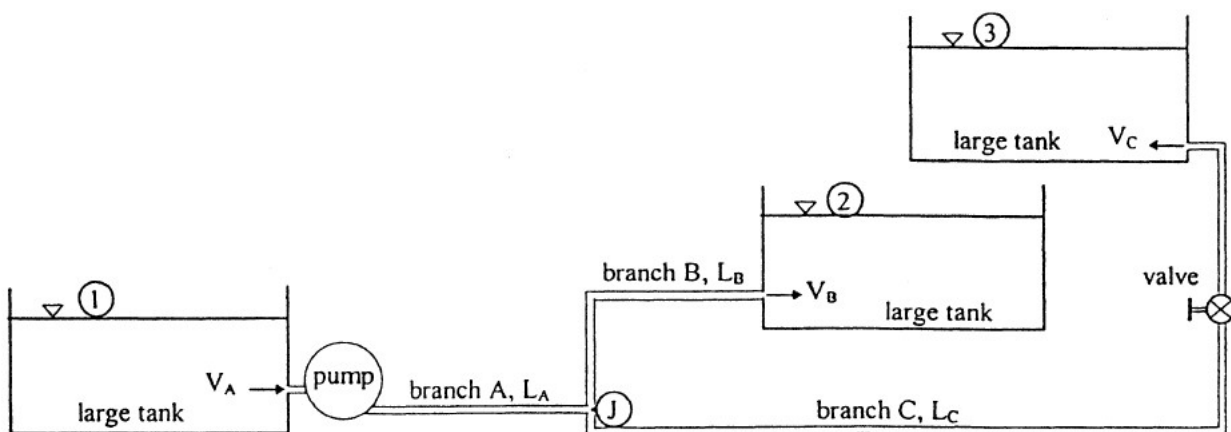 3
large tank
V_C
2
branch B, L_B
V_B
valve
large tank
1
V_A
pump
branch A, L_A
large tank
J
branch C, L_C